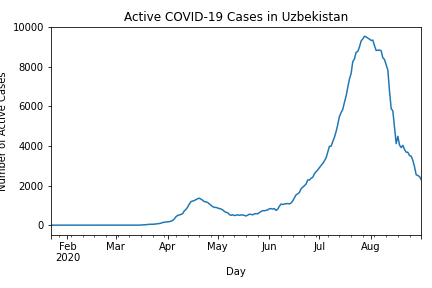 Active COVID-19 Cases in Uzbekistan
Number of Active Cases
10000
8000
6000
4000
2000
0
Feb
2020
Mar
Apr
May
Jun
Jul
Aug
Day